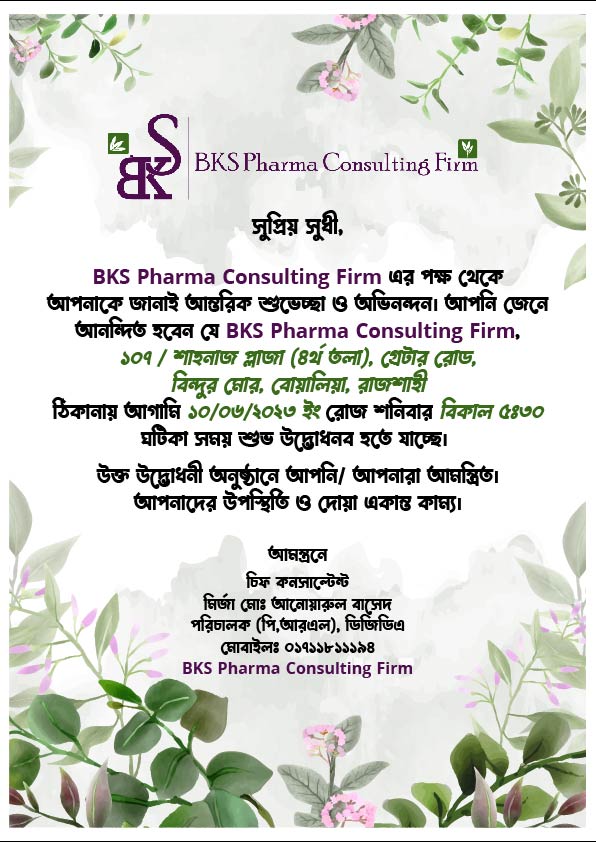 BKS
BKS Pharma Consulting Firm
সুপ্রিয় সুধী,
BKS Pharma Consulting Firm এর পক্ষ থেকে
আপনাকে জানাই আন্তরিক শুভেচ্ছা ও অভিনন্দন। আপনি জেনে
আনন্দিত হবেন যে BKS Pharma Consulting Firm,
১০৭ / শাহনাজ প্লাজা (৪র্থ তলা), গ্রেটার রোড,
বিন্দুর মোর, বোয়ালিয়া, রাজশাহী
ঠিকানায় আগামি ১০/০৬/২০২৩ ইং রোজ শনিবার বিকাল ৫ঃ৩০
ঘটিকা সময় শুভ উদ্ভোধনব হতে যাচ্ছে।
উক্ত উদ্ভোধনী অনুষ্ঠানে আপনি/ আপনারা আমন্ত্রিত।
আপনাদের উপস্থিতি ও দোয়া একান্ত কাম্য।
আমন্ত্রনে
চিফ কনসাল্টেন্ট
মির্জা মোঃ আনোয়ারুল বাসেদ
পরিচালক (পি,আরএল), ডিজিডিএ
মোবাইলঃ ০১৭১১৮১১১৯৪
BKS Pharma Consulting Firm